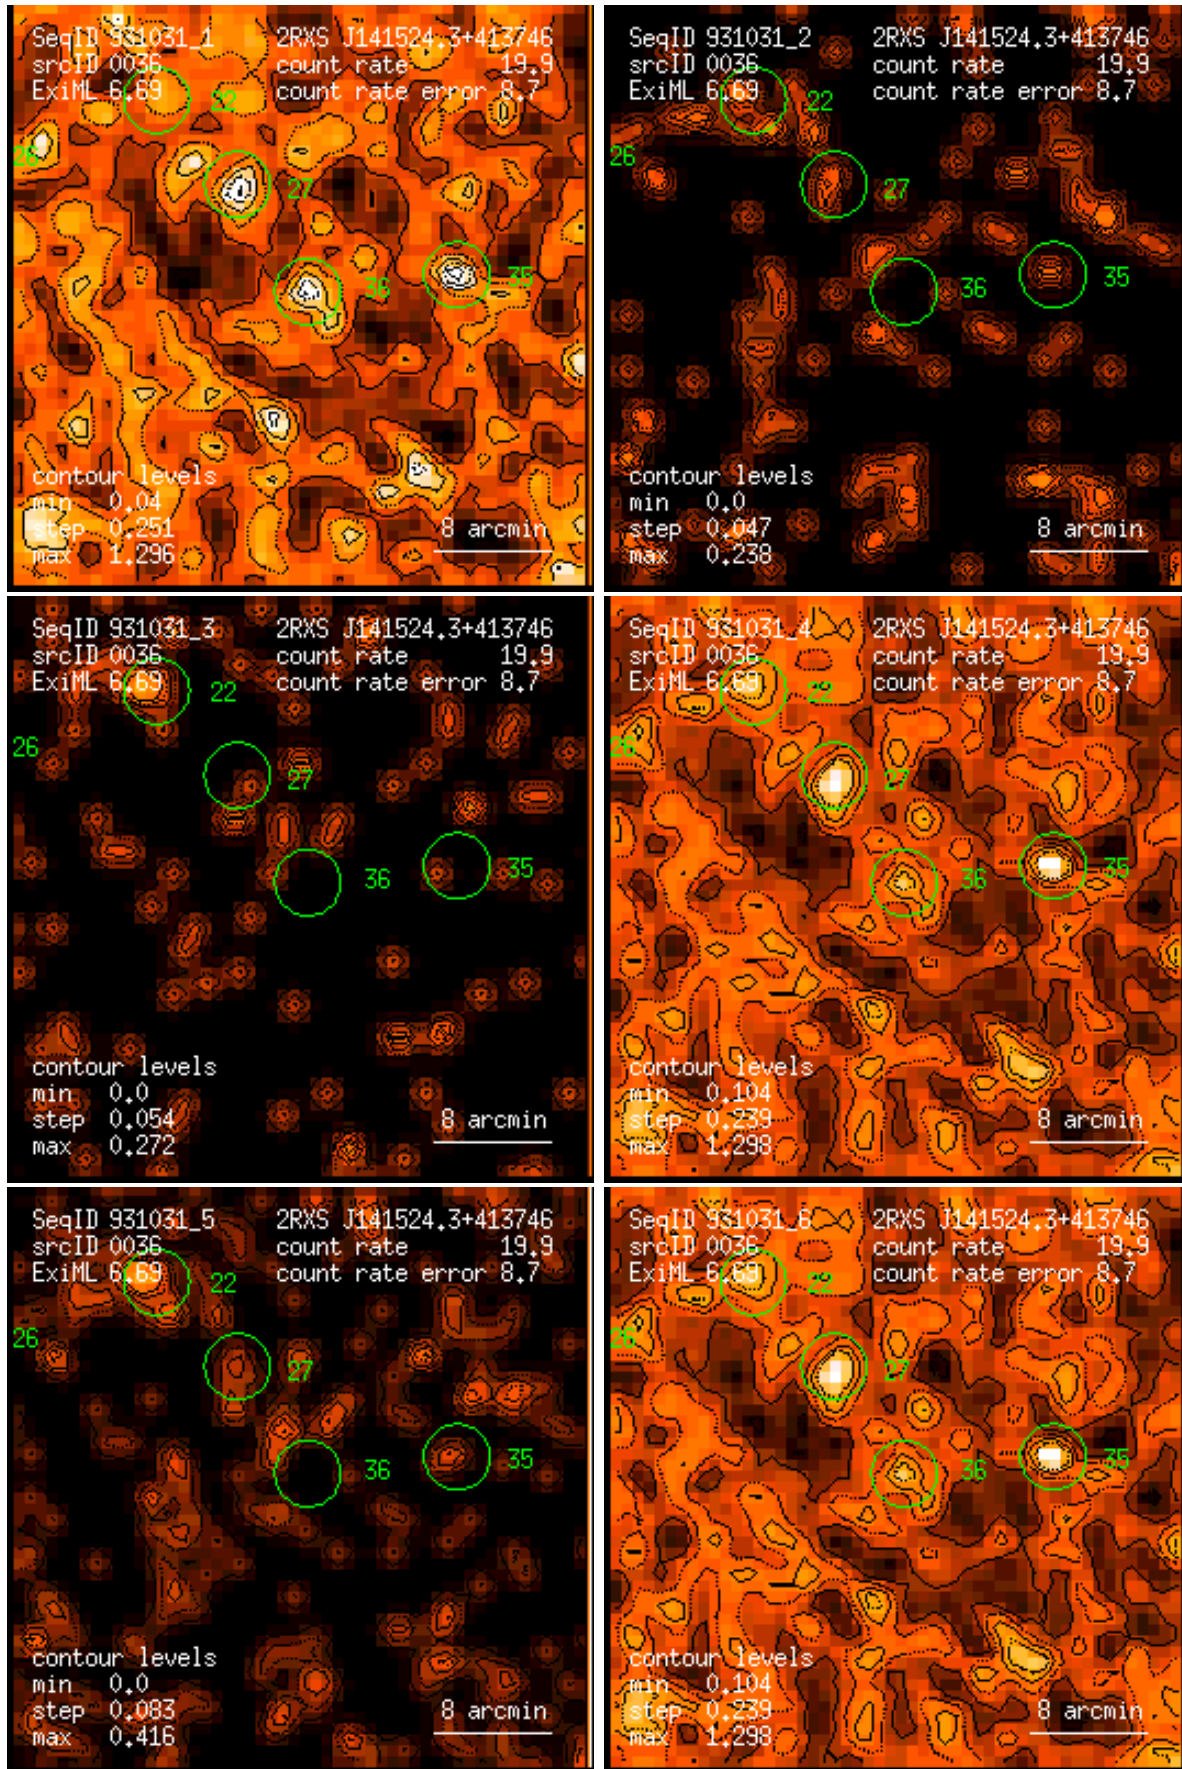 SeqID 931031_1 2RXS J141524.3+413746
srcID 0036 count rate 19.9
ExiML 6.69 count rate error 8.7
22
26
27
35
36
contour levels
min 0.04
step 0.251
max 1.296
8 arcmin
SeqID 931031_2 2RXS J141524.3+413746
srcID 0036 count rate 19.9
ExiML 6.69 count rate error 8.7
22
26
27
35
36
contour levels
min 0.0
step 0.047
max 0.238
8 arcmin
SeqID 931031_3 2RXS J141524.3+413746
srcID 0036 count rate 19.9
ExiML 6.69 count rate error 8.7
22
26
27
35
36
contour levels
min 0.0
step 0.054
max 0.272
8 arcmin
SeqID 931031_4 2RXS J141524.3+413746
srcID 0036 count rate 19.9
ExiML 6.69 count rate error 8.7
22
26
27
35
36
contour levels
min 0.104
step 0.239
max 1.298
8 arcmin
SeqID 931031_5 2RXS J141524.3+413746
srcID 0036 count rate 19.9
ExiML 6.69 count rate error 8.7
22
26
27
35
36
contour levels
min 0.0
step 0.083
max 0.416
8 arcmin
SeqID 931031_6 2RXS J141524.3+413746
srcID 0036 count rate 19.9
ExiML 6.69 count rate error 8.7
22
26
27
35
36
contour levels
min 0.104
step 0.239
max 1.298
8 arcmin